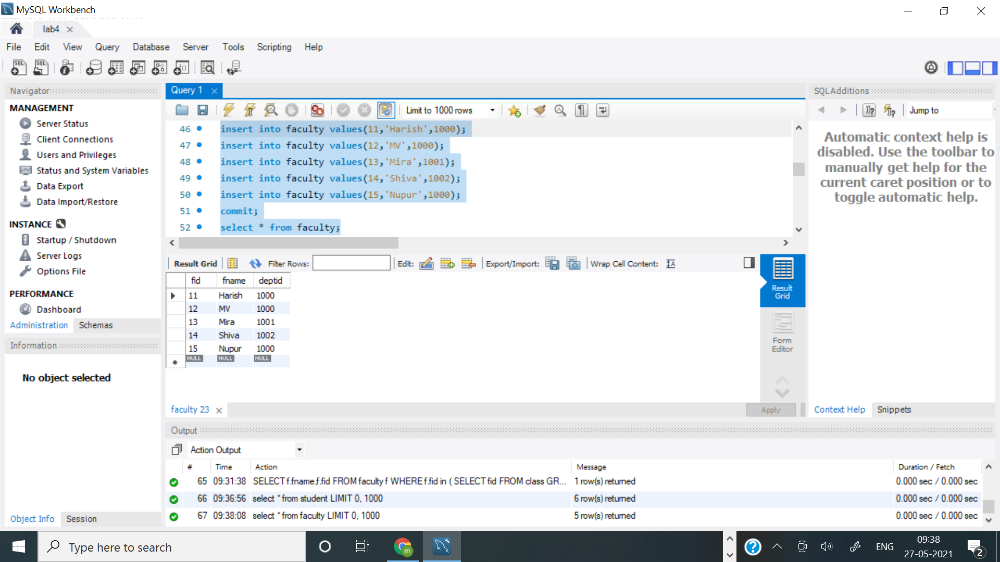 MySQL Workbench
lab4
File Edit View Query Database Server Tools Scripting Help
Navigator
MANAGEMENT
Server Status
Client Connections
Users and Privileges
Status and System Variables
Data Export
Data Import/Restore
INSTANCE
Startup / Shutdown
Server Logs
Options File
PERFORMANCE
Dashboard
Administration Schemas
Information
No object selected
Object Info Session
Query 1
Limit to 1000 rows
46 insert into faculty values(11,'Harish',1000);
47 insert into faculty values(12,'MV',1000);
48 insert into faculty values(13,'Mira',1001);
49 insert into faculty values(14,'Shiva',1002);
50 insert into faculty values(15,'Nupur',1000);
51 commit;
52 select * from faculty;
Result Grid Filter Rows: Edit: Export/Import: Wrap Cell Content:
fid fname deptid
11 Harish 1000
12 MV 1000
13 Mira 1001
14 Shiva 1002
15 Nupur 1000
NULL NULL NULL
Result
Grid
Form
Editor
faculty 23
Apply
SQLAdditions
Jump to
Automatic context help is
disabled. Use the toolbar to
manually get help for the
current caret position or to
toggle automatic help.
Context Help Snippets
Output
Action Output
# Time Action Message Duration / Fetch
65 09:31:38 SELECT f.fname,f.fid FROM faculty f WHERE f.fid in ( SELECT fid FROM class GR... 1 row(s) returned 0.000 sec / 0.000 sec
66 09:36:56 select * from student LIMIT 0, 1000 6 row(s) returned 0.000 sec / 0.000 sec
67 09:38:08 select * from faculty LIMIT 0, 1000 5 row(s) returned 0.000 sec / 0.000 sec
Type here to search
ENG
09:38
27-05-2021
2